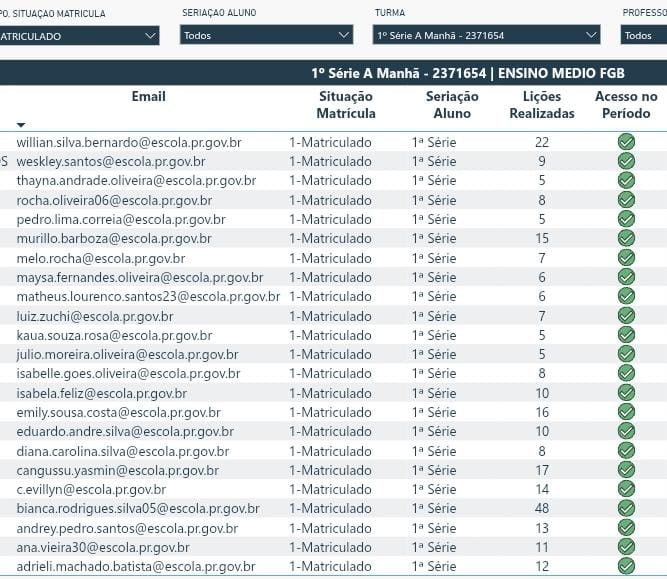 PO. SITUAÇÃO MATRICULA SERIAÇÃO ALUNO TURMA PROFESSO
ATRICULADO Todos 1º Série A Manhã - 2371654 Todos
1º Série A Manhã - 2371654 | ENSINO MEDIO FGB
Email Situação Matrícula Seriação Aluno Lições Realizadas Acesso no Período
willian.silva.bernardo@escola.pr.gov.br 1-Matriculado 1ª Série 22
OS weskley.santos@escola.pr.gov.br 1-Matriculado 1ª Série 9
thayna.andrade.oliveira@escola.pr.gov.br 1-Matriculado 1ª Série 5
rocha.oliveira06@escola.pr.gov.br 1-Matriculado 1ª Série 8
pedro.lima.correia@escola.pr.gov.br 1-Matriculado 1ª Série 5
murillo.barboza@escola.pr.gov.br 1-Matriculado 1ª Série 15
melo.rocha@escola.pr.gov.br 1-Matriculado 1ª Série 7
maysa.fernandes.oliveira@escola.pr.gov.br 1-Matriculado 1ª Série 6
matheus.lourenco.santos23@escola.pr.gov.br 1-Matriculado 1ª Série 6
luiz.zuchi@escola.pr.gov.br 1-Matriculado 1ª Série 7
kaua.souza.rosa@escola.pr.gov.br 1-Matriculado 1ª Série 5
julio.moreira.oliveira@escola.pr.gov.br 1-Matriculado 1ª Série 5
isabelle.goes.oliveira@escola.pr.gov.br 1-Matriculado 1ª Série 8
isabela.feliz@escola.pr.gov.br 1-Matriculado 1ª Série 10
emily.sousa.costa@escola.pr.gov.br 1-Matriculado 1ª Série 16
eduardo.andre.silva@escola.pr.gov.br 1-Matriculado 1ª Série 10
diana.carolina.silva@escola.pr.gov.br 1-Matriculado 1ª Série 8
cangussu.yasmin@escola.pr.gov.br 1-Matriculado 1ª Série 17
c.evillyn@escola.pr.gov.br 1-Matriculado 1ª Série 14
bianca.rodrigues.silva05@escola.pr.gov.br 1-Matriculado 1ª Série 48
andrey.pedro.santos@escola.pr.gov.br 1-Matriculado 1ª Série 13
ana.vieira30@escola.pr.gov.br 1-Matriculado 1ª Série 11
adrieli.machado.batista@escola.pr.gov.br 1-Matriculado 1ª Série 12